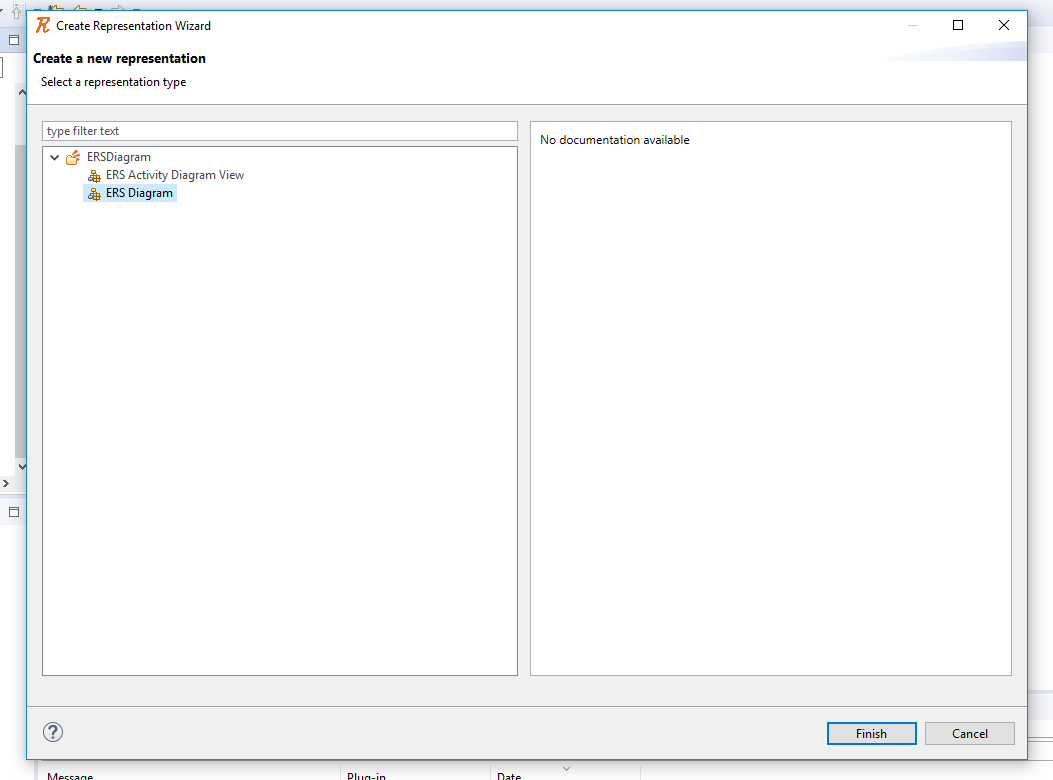 Create Representation Wizard
Create a new representation
Select a representation type
type filter text
ERSDiagram
ERS Activity Diagram View
ERS Diagram
No documentation available
?
Finish
Cancel
Message
Plug-in
Date